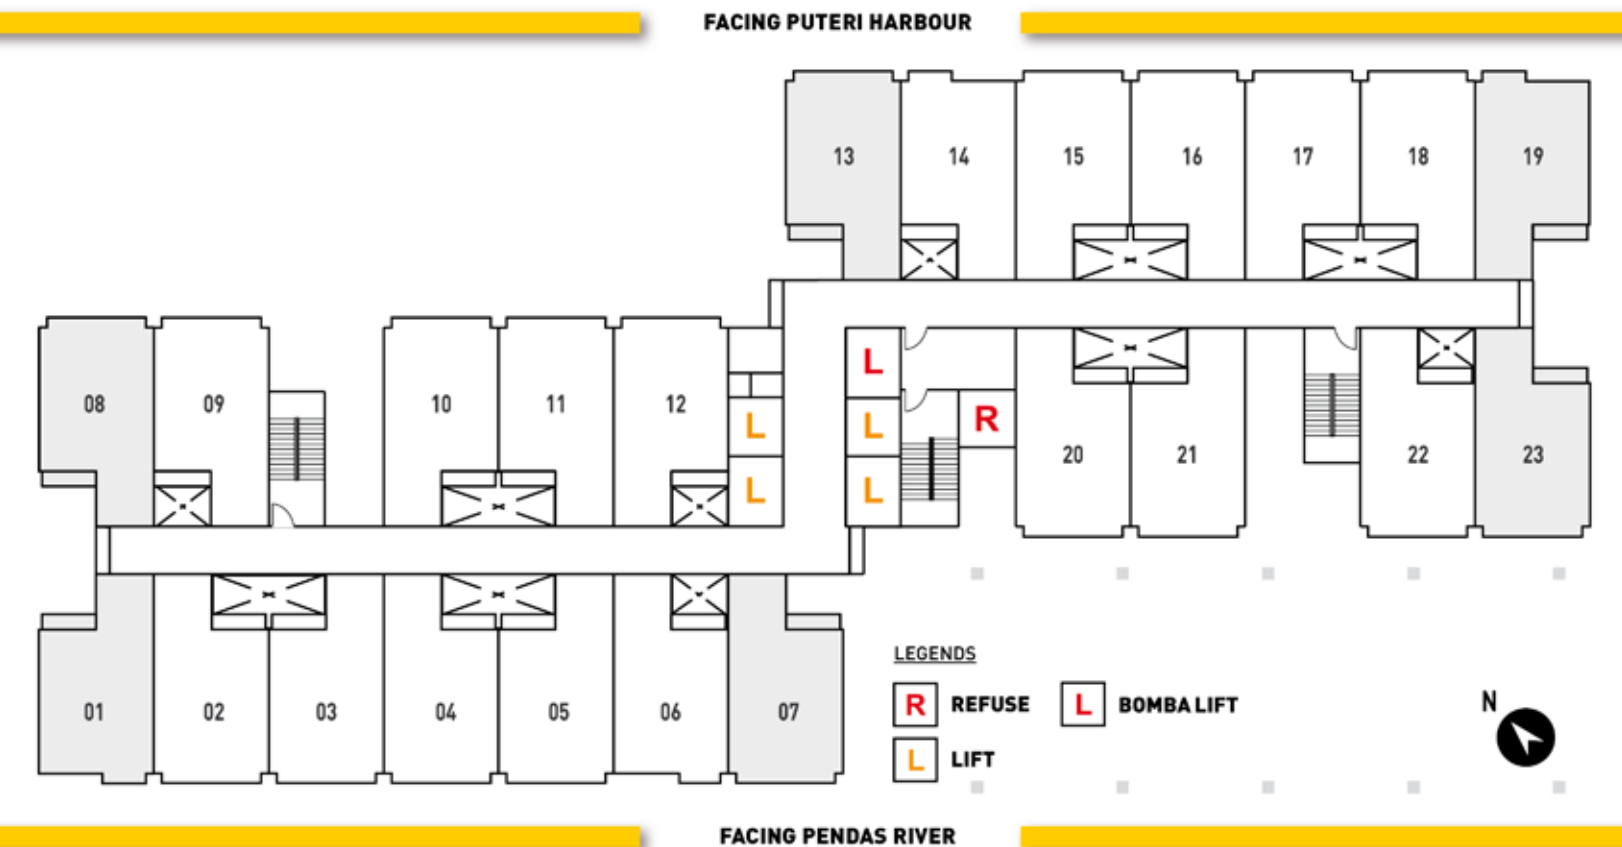 FACING PUTERI HARBOUR
13 14 15 16 17 18 19
08 09 10 11 12
L
L L
L L
R
20 21 22 23
01 02 03 04 05 06 07
LEGENDS
R REFUSE L BOMBA LIFT
L LIFT
N
FACING PENDAS RIVER